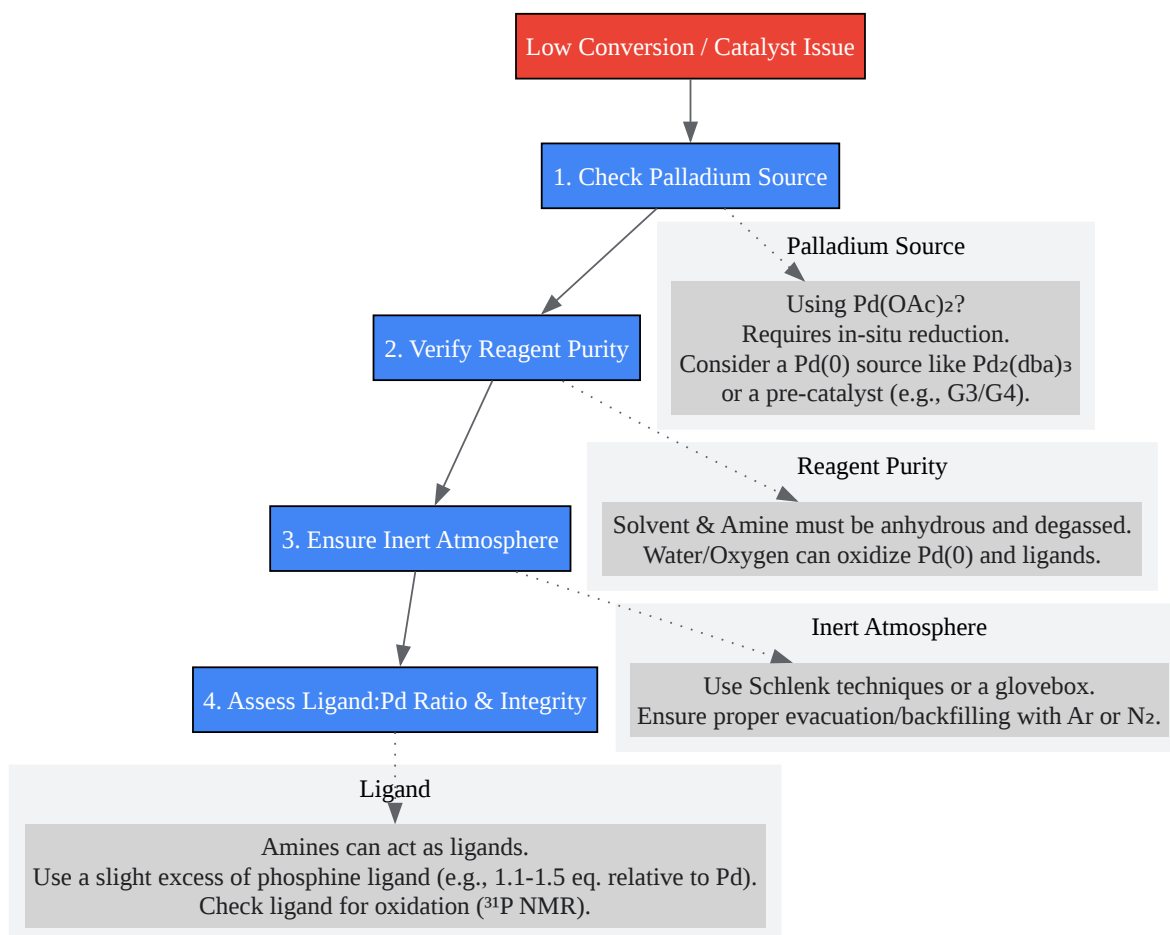 Low Conversion / Catalyst Issue
1. Check Palladium Source
Palladium Source
Using Pd(OAc)₂?
Requires in-situ reduction.
Consider a Pd(0) source like Pd₂(dba)₃
or a pre-catalyst (e.g., G3/G4).
2. Verify Reagent Purity
Reagent Purity
Solvent & Amine must be anhydrous and degassed.
Water/Oxygen can oxidize Pd(0) and ligands.
3. Ensure Inert Atmosphere
Inert Atmosphere
Use Schlenk techniques or a glovebox.
Ensure proper evacuation/backfilling with Ar or N₂.
4. Assess Ligand:Pd Ratio & Integrity
Ligand
Amines can act as ligands.
Use a slight excess of phosphine ligand (e.g., 1.1-1.5 eq. relative to Pd).
Check ligand for oxidation (³¹P NMR).